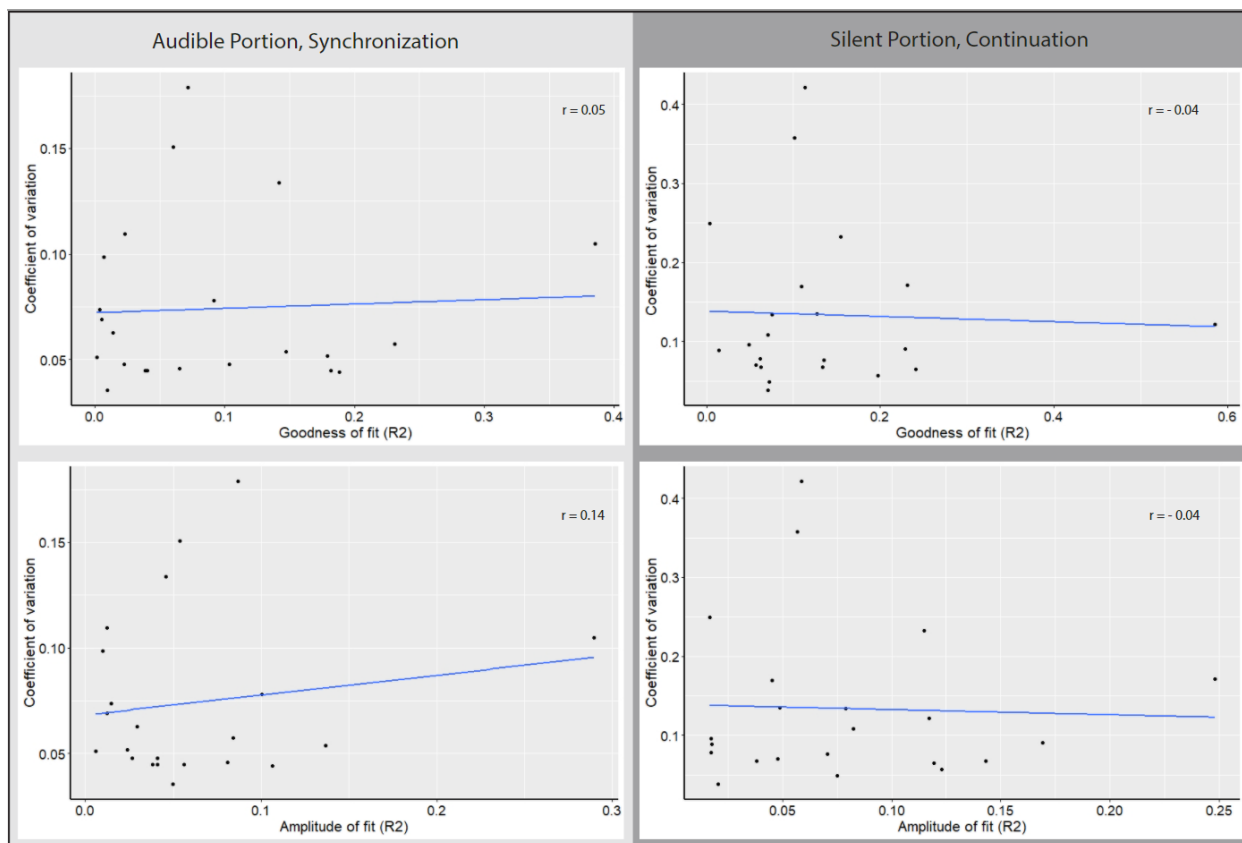 Audible Portion, Synchronization
Silent Portion, Continuation
r = 0.05
Coefficient of variation
0.15
0.10
0.05
0.0
0.1
0.2
0.3
0.4
Goodness of fit (R2)
r = - 0.04
Coefficient of variation
0.4
0.3
0.2
0.1
0.0
0.2
0.4
0.6
Goodness of fit (R2)
r = 0.14
Coefficient of variation
0.15
0.10
0.05
0.0
0.1
0.2
0.3
Amplitude of fit (R2)
r = - 0.04
Coefficient of variation
0.4
0.3
0.2
0.1
0.05
0.10
0.15
0.20
0.25
Amplitude of fit (R2)